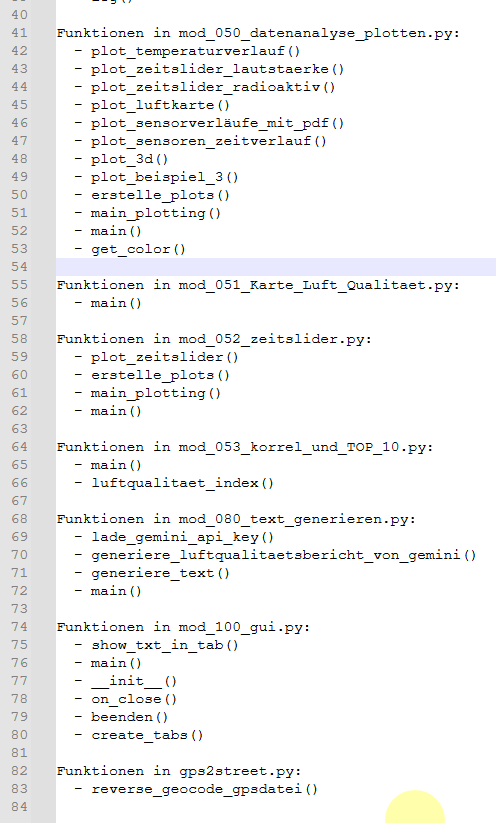 40
41 Funktionen in mod_050_datenanalyse_plotten.py:
42 - plot_temperaturverlauf()
43 - plot_zeitslider_lautstaerke()
44 - plot_zeitslider_radioaktiv()
45 - plot_luftkarte()
46 - plot_sensorverläufe_mit_pdf()
47 - plot_sensoren_zeitverlauf()
48 - plot_3d()
49 - plot_beispiel_3()
50 - erstelle_plots()
51 - main_plotting()
52 - main()
53 - get_color()
54
55 Funktionen in mod_051_Karte_Luft_Qualitaet.py:
56 - main()
57
58 Funktionen in mod_052_zeitslider.py:
59 - plot_zeitslider()
60 - erstelle_plots()
61 - main_plotting()
62 - main()
63
64 Funktionen in mod_053_korrel_und_TOP_10.py:
65 - main()
66 - luftqualitaet_index()
67
68 Funktionen in mod_080_text_generieren.py:
69 - lade_gemini_api_key()
70 - generiere_luftqualitaetsbericht_von_gemini()
71 - generiere_text()
72 - main()
73
74 Funktionen in mod_100_gui.py:
75 - show_txt_in_tab()
76 - main()
77 - __init__()
78 - on_close()
79 - beenden()
80 - create_tabs()
81
82 Funktionen in gps2street.py:
83 - reverse_geocode_gpsdatei()
84